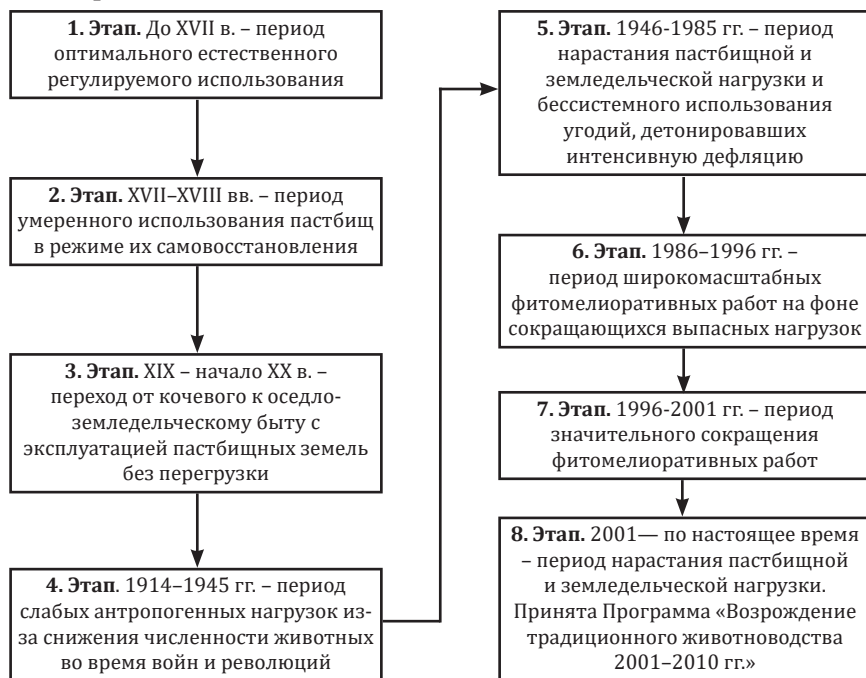 1. Этап. До XVII в. – период
оптимального естественного
регулируемого использования
2. Этап. XVII–XVIII вв. – период
умеренного использования пастбищ
в режиме их самовосстановления
3. Этап. XIX – начало XX в. –
переход от кочевого к оседло-
земледельческому быту с
эксплуатацией пастбищных земель
без перегрузки
4. Этап. 1914–1945 гг. – период
слабых антропогенных нагрузок из-
за снижения численности животных
во время войн и революций
5. Этап. 1946-1985 гг. – период
нарастания пастбищной и
земледельческой нагрузки и
бессистемного использования
угодий, детонировавших
интенсивную дефляцию
6. Этап. 1986–1996 гг. –
период широкомасштабных
фитомелиоративных работ на фоне
сокращающихся выпасных нагрузок
7. Этап. 1996-2001 гг. – период
значительного сокращения
фитомелиоративных работ
8. Этап. 2001— по настоящее время
– период нарастания пастбищной
и земледельческой нагрузки.
Принята Программа «Возрождение
традиционного животноводства
2001–2010 гг.»